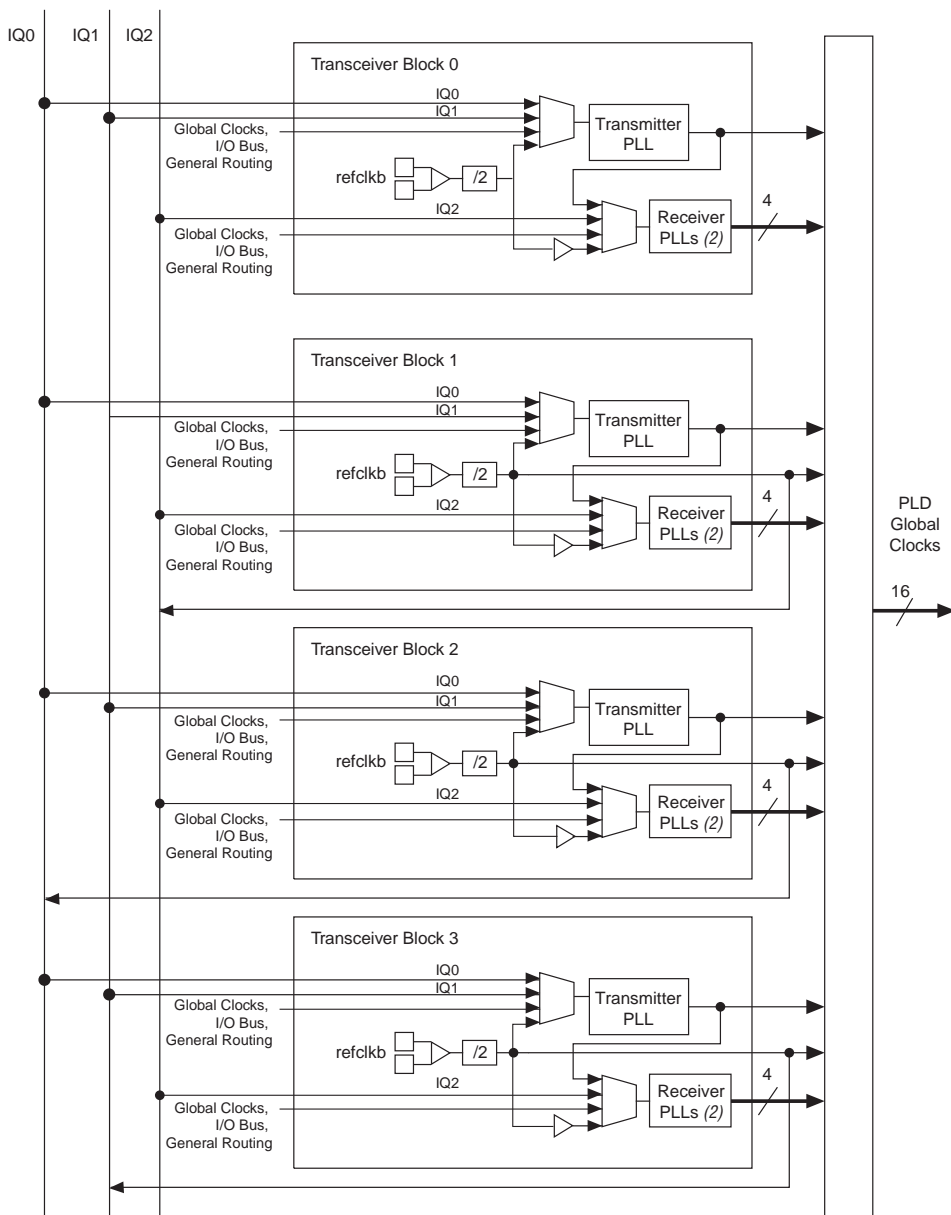 IQ0
IQ1
IQ2
Transceiver Block 0
IQ0
IQ1
Global Clocks,
I/O Bus,
General Routing
Transmitter
PLL
refclkb
/2
IQ2
Global Clocks,
I/O Bus,
General Routing
Receiver
PLLs (2)
4
Transceiver Block 1
IQ0
IQ1
Global Clocks,
I/O Bus,
General Routing
Transmitter
PLL
refclkb
/2
IQ2
Global Clocks,
I/O Bus,
General Routing
Receiver
PLLs (2)
4
PLD
Global
Clocks
16
Transceiver Block 2
IQ0
IQ1
Global Clocks,
I/O Bus,
General Routing
Transmitter
PLL
refclkb
/2
IQ2
Global Clocks,
I/O Bus,
General Routing
Receiver
PLLs (2)
4
Transceiver Block 3
IQ0
IQ1
Global Clocks,
I/O Bus,
General Routing
Transmitter
PLL
refclkb
/2
IQ2
Global Clocks,
I/O Bus,
General Routing
Receiver
PLLs (2)
4